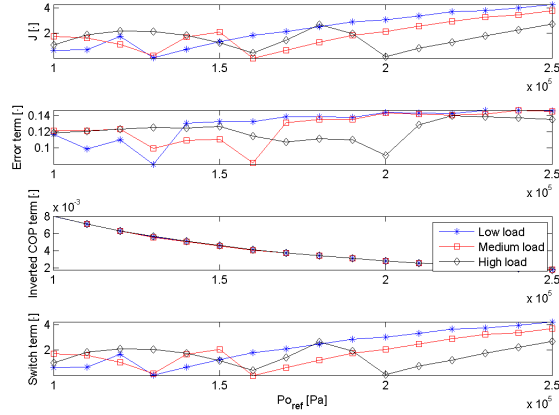 4
2
J [·]
1
1.5
2
2.5
x 10^5
0.14
0.12
0.1
Error term [·]
1
1.5
2
2.5
x 10^5
8
6
4
2
x 10^-3
Inverted COP term [·]
Low load
Medium load
High load
1
1.5
2
2.5
x 10^5
4
2
Switch term [·]
1
1.5
2
2.5
Po_ref [Pa]
x 10^5